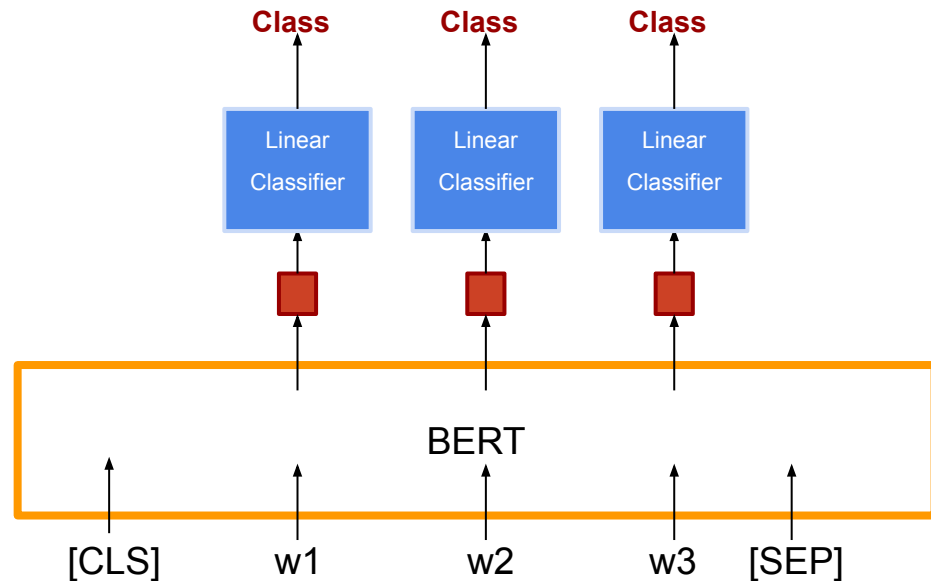 Class Class Class
Linear Linear Linear
Classifier Classifier Classifier
BERT
[CLS] w1 w2 w3 [SEP]